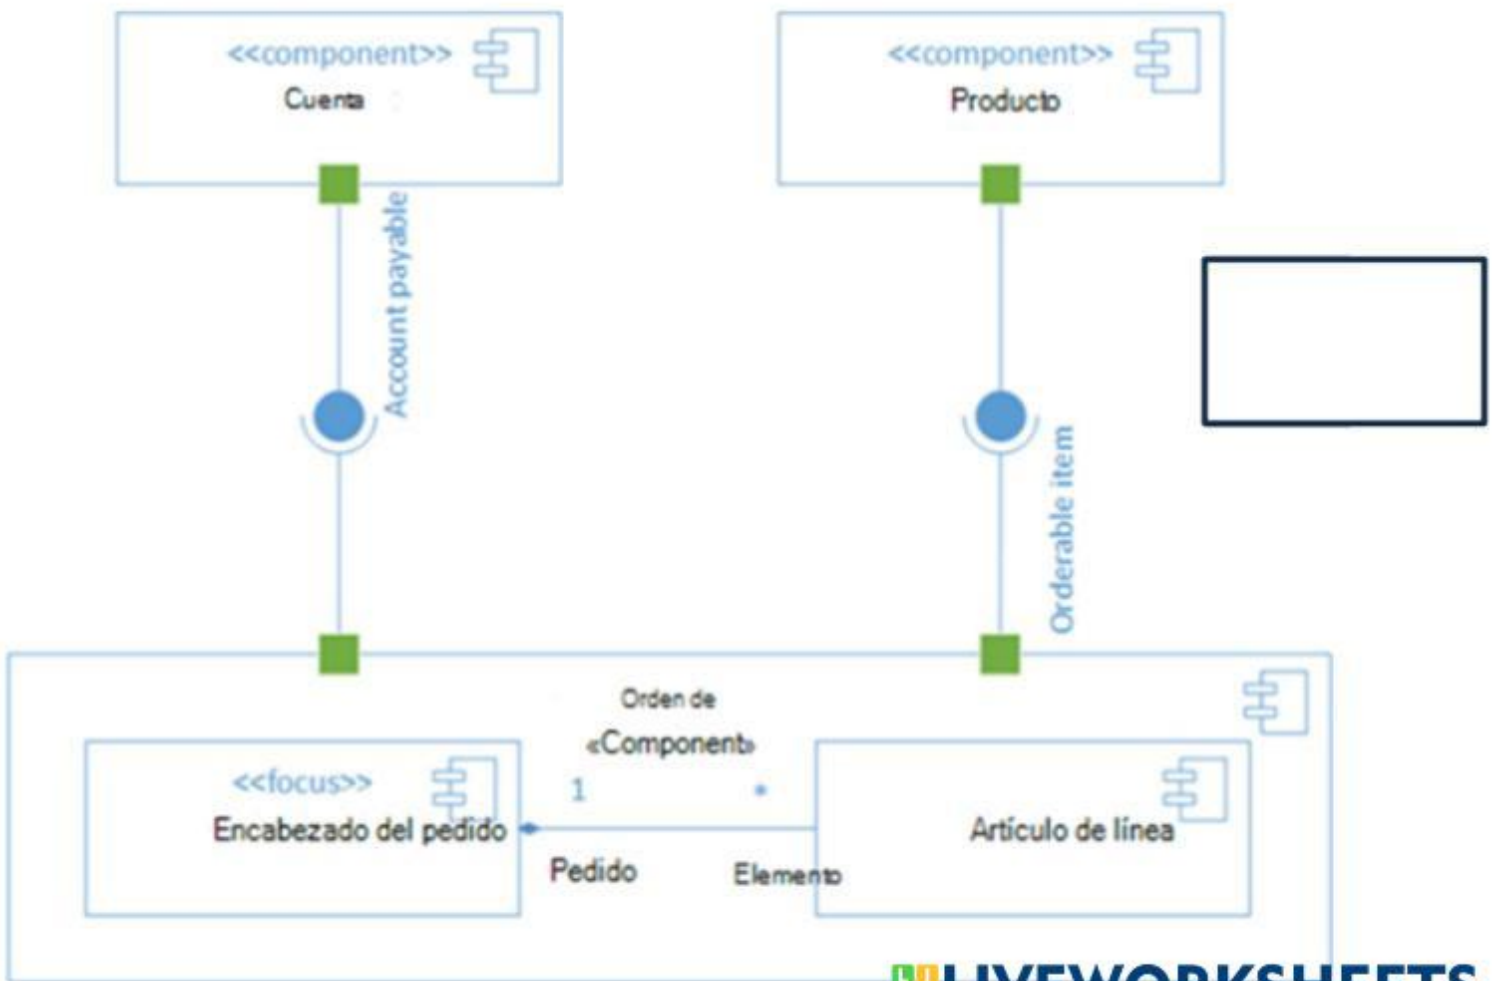 <<component>>
Cuenta
<<component>>
Producto
Account payable
Orderable item
Orden de
«Component»
<<focus>>
Encabezado del pedido
1
*
Pedido
Elemento
Artículo de línea
LIVEWORKSHEETS